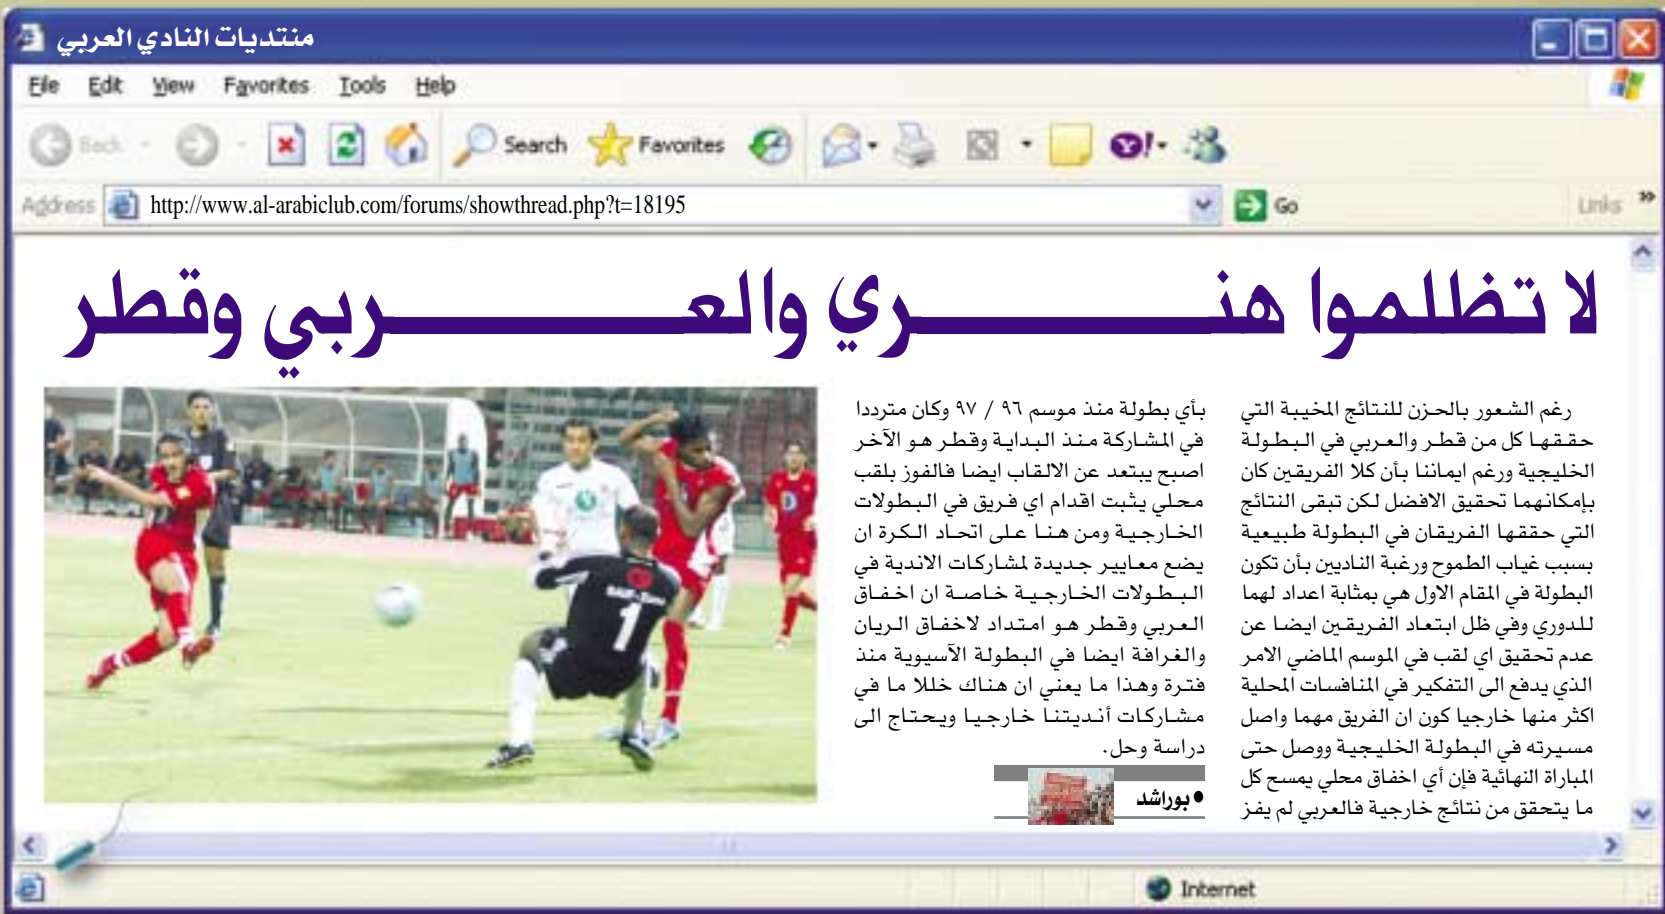 منتديات النادي العربي
File Edit View Favorites Tools Help
Back Search Favorites
Address http://www.al-arabiclub.com/forums/showthread.php?t=18195 Go Links
لا تظلموا هنري والعربي وقطر
رغم الشعور بالحزن للنتائج المخيبة التي
حققها كل من قطر والعربي في البطولة
الخليجية ورغم ايماننا بأن كلا الفريقين كان
بإمكانهما تحقيق الافضل لكن تبقى النتائج
التي حققها الفريقان في البطولة طبيعية
بسبب غياب الطموح ورغبة الناديين بأن تكون
البطولة في المقام الاول هي بمثابة اعداد لهما
للدوري وفي ظل ابتعاد الفريقين ايضا عن
عدم تحقيق اي لقب في الموسم الماضي الامر
الذي يدفع الى التفكير في المنافسات المحلية
اكثر منها خارجيا كون ان الفريق مهما واصل
مسيرته في البطولة الخليجية ووصل حتى
المباراة النهائية فإن أي اخفاق محلي يمسح كل
ما يتحقق من نتائج خارجية فالعربي لم يفز
بأي بطولة منذ موسم ٩٦ / ٩٧ وكان مترددا
في المشاركة منذ البداية وقطر هو الآخر
اصبح يبتعد عن الالقاب ايضا فالفوز بلقب
محلي يثبت اقدام اي فريق في البطولات
الخارجية ومن هنا على اتحاد الكرة ان
يضع معايير جديدة لمشاركات الاندية في
البطولات الخارجية خاصة ان اخفاق
العربي وقطر هو امتداد لاخفاق الريان
والغرافة ايضا في البطولة الآسيوية منذ
فترة وهذا ما يعني ان هناك خللا ما في
مشاركات أنديتنا خارجيا ويحتاج الى
دراسة وحل.
● بوراشد
1
Internet